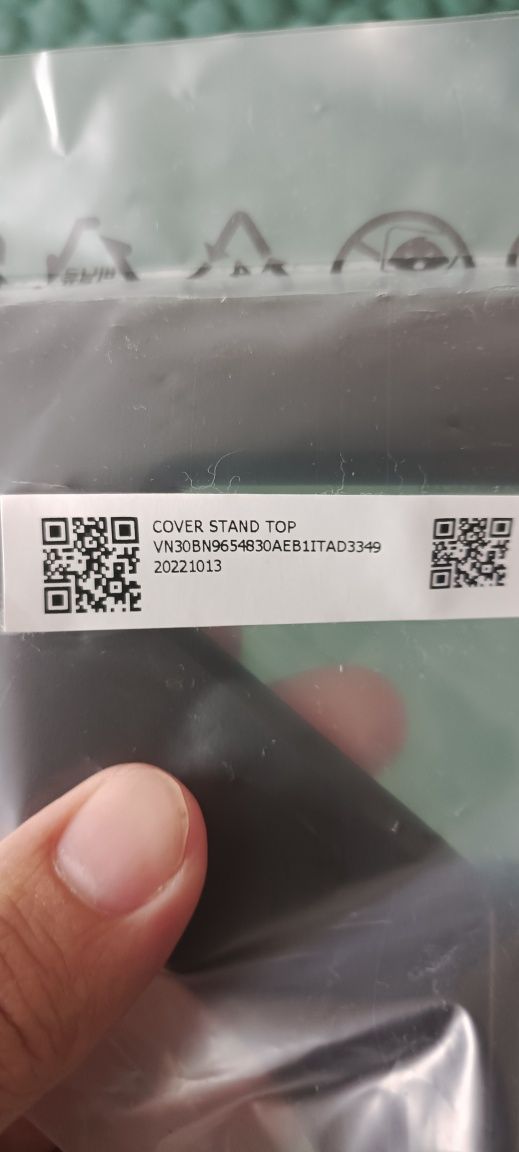 COVER STAND TOP
VN30BN9654830AEB1ITAD3349
20221013